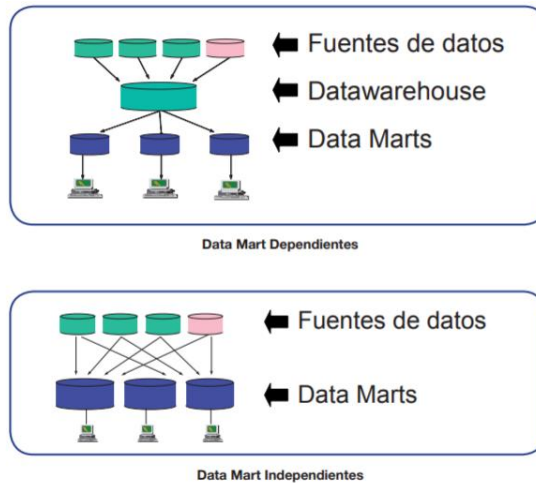 Fuentes de datos
Datawarehouse
Data Marts
Data Mart Dependientes
Fuentes de datos
Data Marts
Data Mart Independientes